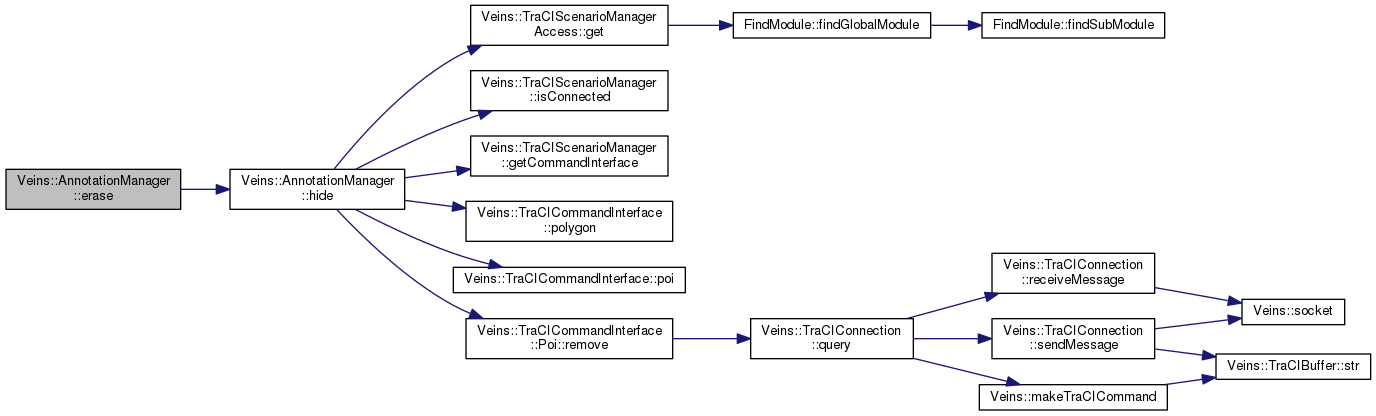 Veins::AnnotationManager
::erase
Veins::AnnotationManager
::hide
Veins::TraCIScenarioManager
Access::get
Veins::TraCIScenarioManager
::isConnected
Veins::TraCIScenarioManager
::getCommandInterface
Veins::TraCICommandInterface
::polygon
Veins::TraCICommandInterface::poi
Veins::TraCICommandInterface
::Poi::remove
FindModule::findGlobalModule
FindModule::findSubModule
Veins::TraCIConnection
::query
Veins::TraCIConnection
::receiveMessage
Veins::TraCIConnection
::sendMessage
Veins::makeTraCICommand
Veins::socket
Veins::TraCIBuffer::str